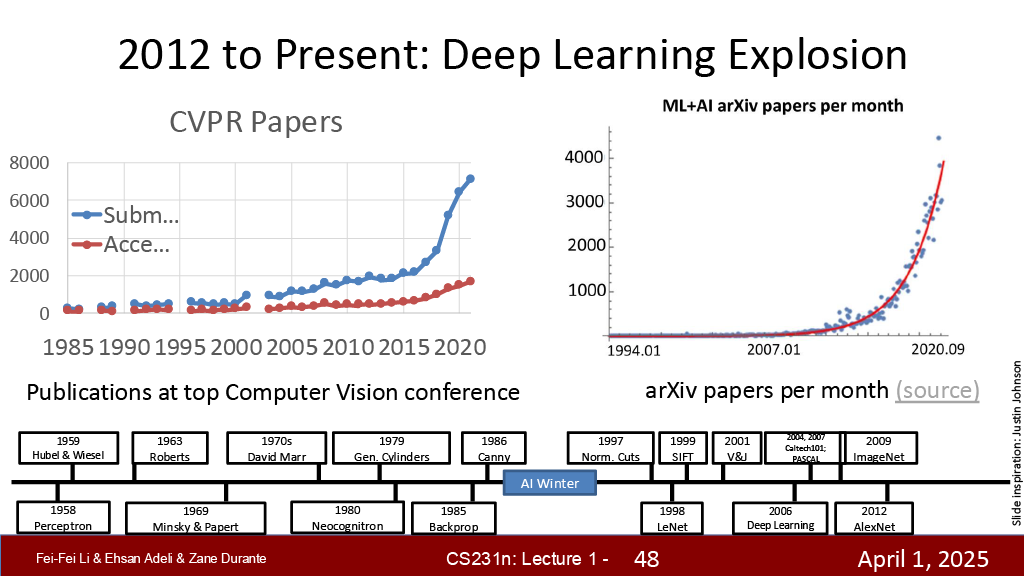 2012 to Present: Deep Learning Explosion
CVPR Papers
8000
6000
4000
2000
0
Subm...
Acce...
1985 1990 1995 2000 2005 2010 2015 2020
Publications at top Computer Vision conference
ML+AI arXiv papers per month
4000
3000
2000
1000
1994.01 2007.01 2020.09
arXiv papers per month (source)
Slide inspiration: Justin Johnson
1959
Hubel & Wiesel
1963
Roberts
1970s
David Marr
1979
Gen. Cylinders
1986
Canny
1997
Norm. Cuts
1999
SIFT
2001
V&J
2004, 2007
Caltech101;
PASCAL
2009
ImageNet
AI Winter
1958
Perceptron
1969
Minsky & Papert
1980
Neocognitron
1985
Backprop
1998
LeNet
2006
Deep Learning
2012
AlexNet
Fei-Fei Li & Ehsan Adeli & Zane Durante
CS231n: Lecture 1 - 48
April 1, 2025